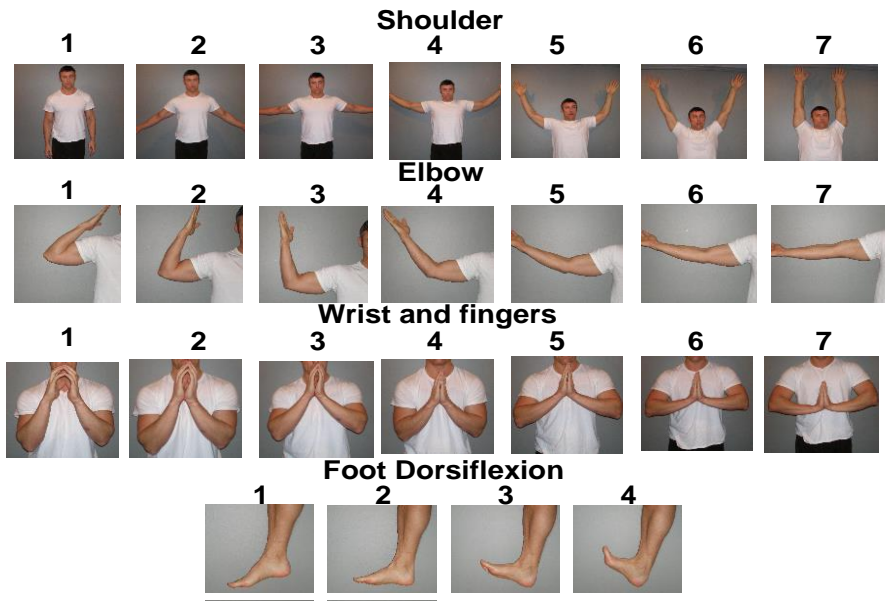 Shoulder
1 2 3 4 5 6 7
Elbow
1 2 3 4 5 6 7
Wrist and fingers
1 2 3 4 5 6 7
Foot Dorsiflexion
1 2 3 4